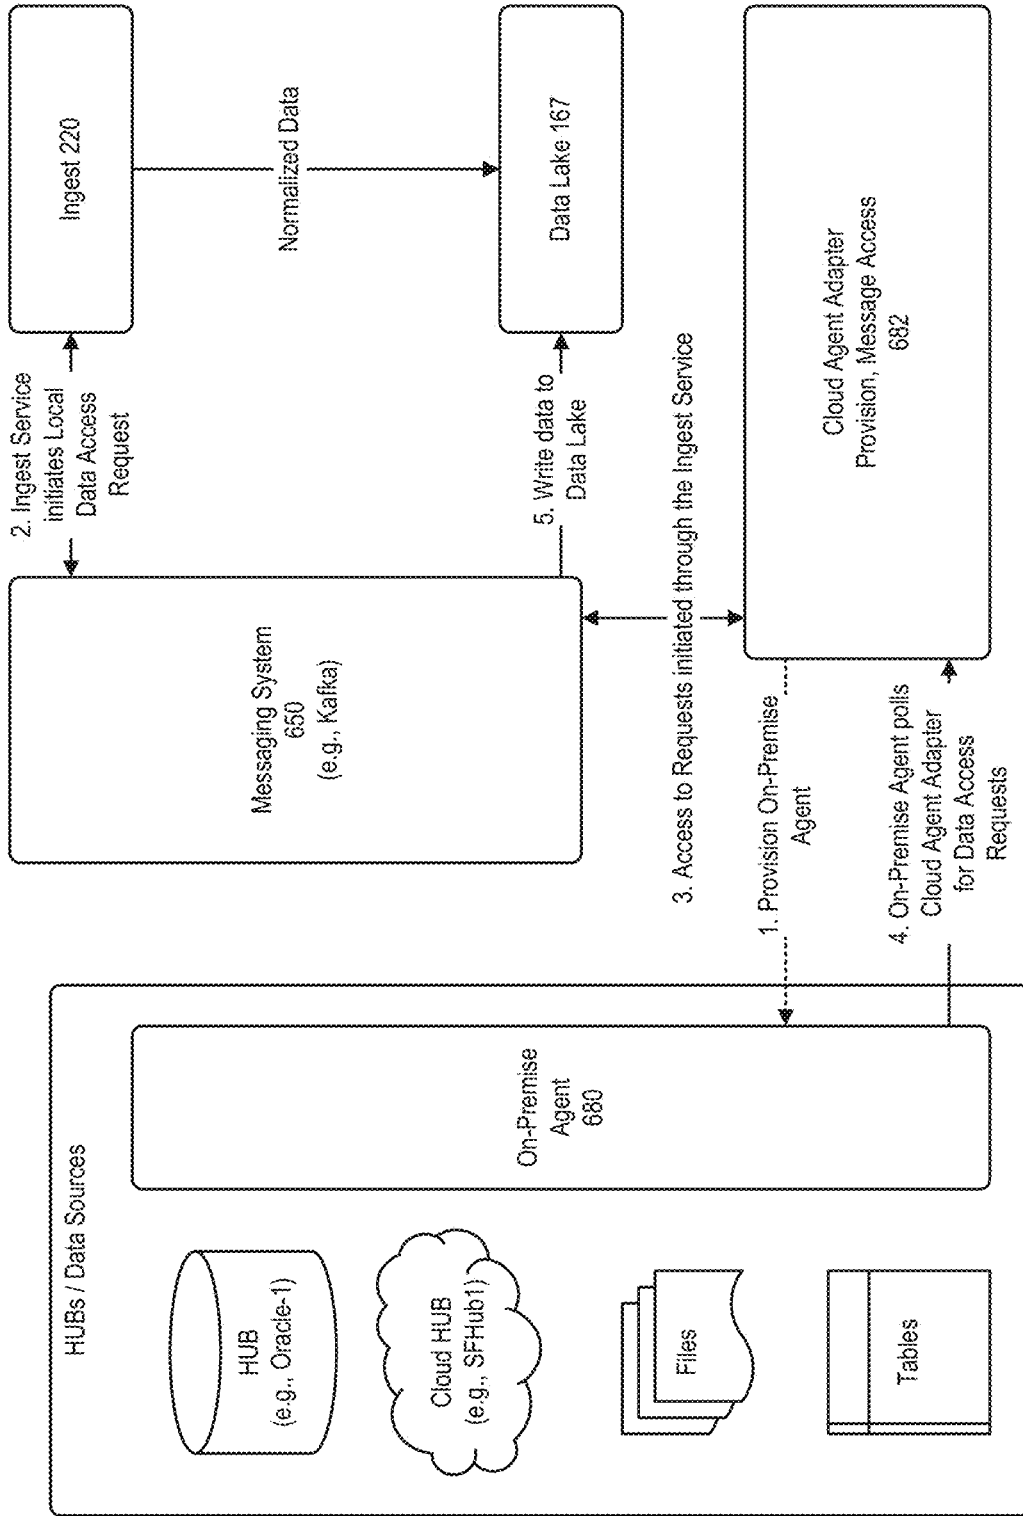 HUBs / Data Sources
HUB
(e.g., Oracle-1)
Cloud HUB
(e.g., SFHub1)
Files
Tables
On-Premise
Agent
680
Messaging System
650
(e.g., Kafka)
2. Ingest Service
initiates Local
Data Access
Request
Ingest 220
Normalized Data
5. Write data to
Data Lake
Data Lake 167
3. Access to Requests initiated through the Ingest Service
1. Provision On-Premise
Agent
4. On-Premise Agent polls
Cloud Agent Adapter
for Data Access
Requests
Cloud Agent Adapter
Provision, Message Access
682